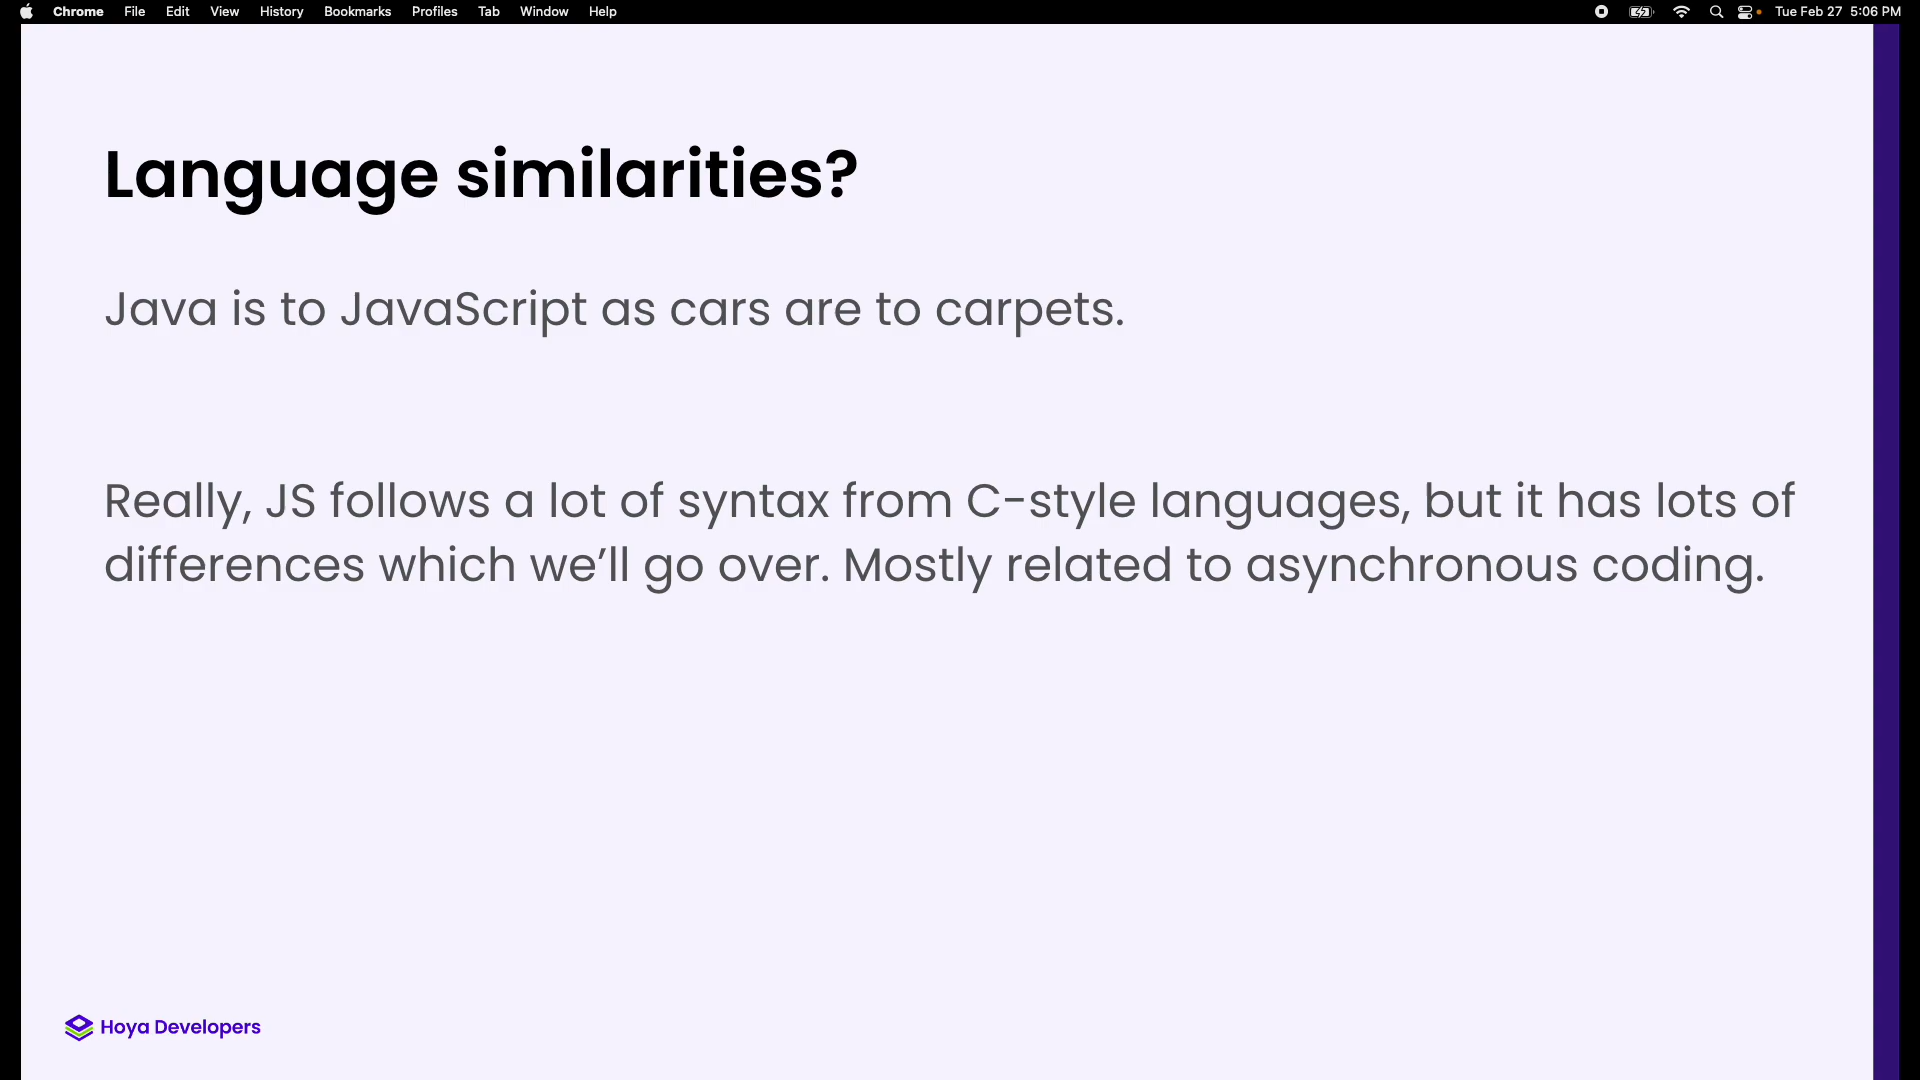 Chrome File Edit View History Bookmarks Profiles Tab Window Help Tue Feb 27 5:06 PM
Language similarities?
Java is to JavaScript as cars are to carpets.
Really, JS follows a lot of syntax from C-style languages, but it has lots of
differences which we’ll go over. Mostly related to asynchronous coding.
Hoya Developers